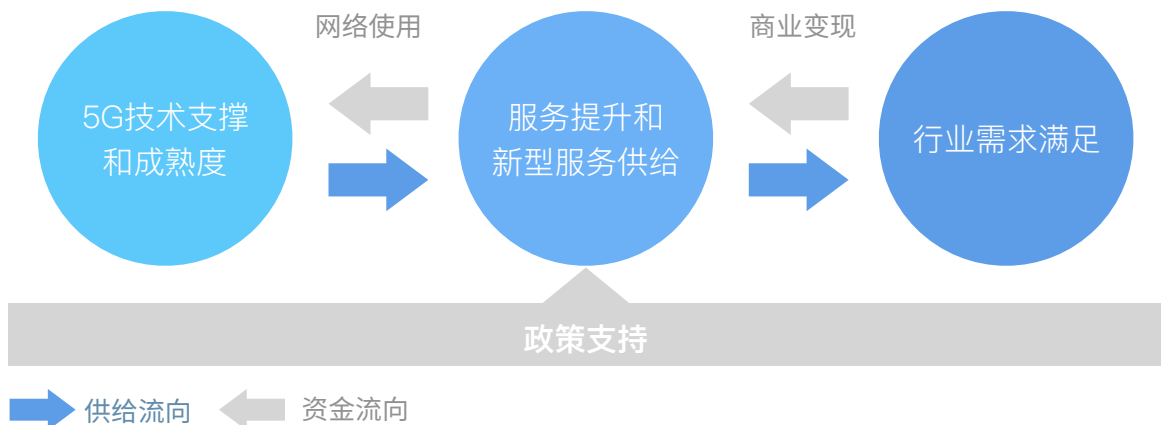 网络使用
商业变现
5G技术支撑
和成熟度
服务提升和
新型服务供给
行业需求满足
政策支持
供给流向
资金流向